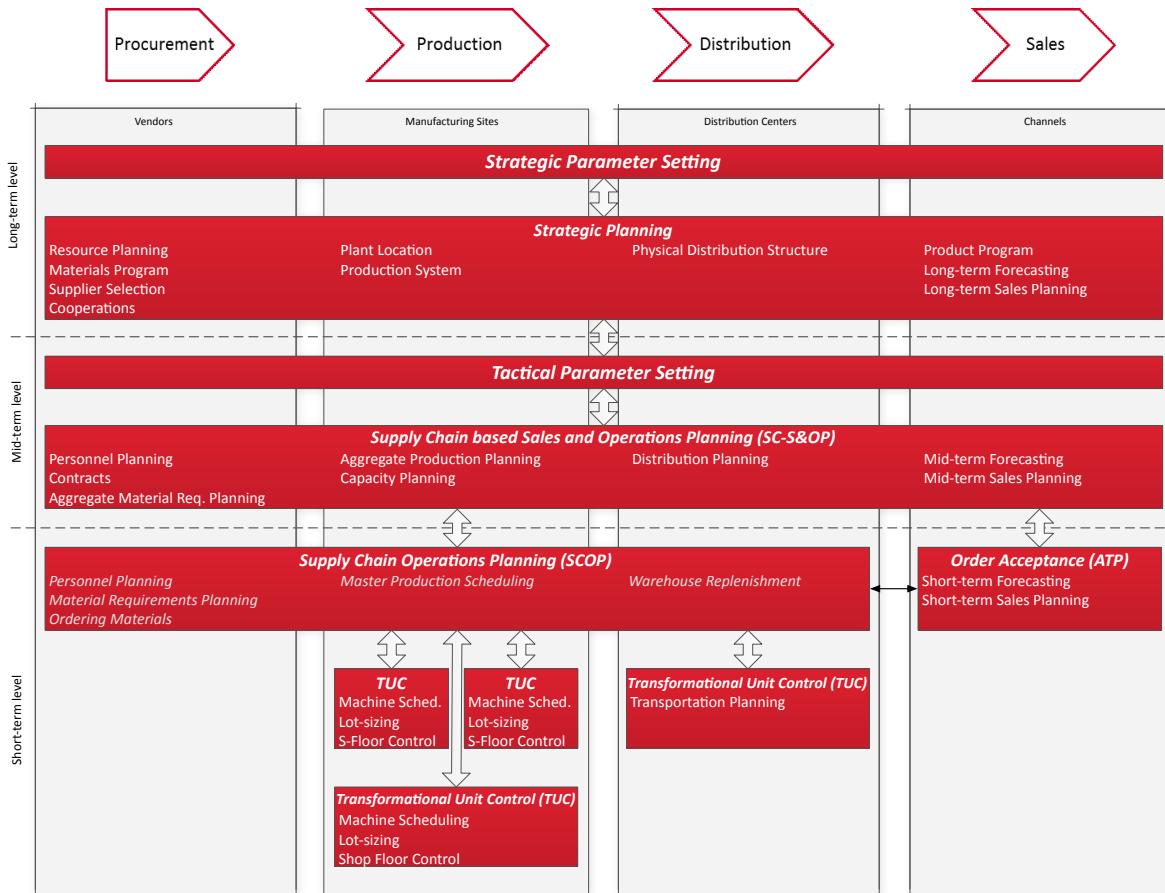 Procurement
Production
Distribution
Sales
Vendors
Manufacturing Sites
Distribution Centers
Channels
Long-term level
Strategic Parameter Setting
Strategic Planning
Resource Planning
Materials Program
Supplier Selection
Cooperations
Plant Location
Production System
Physical Distribution Structure
Product Program
Long-term Forecasting
Long-term Sales Planning
Mid-term level
Tactical Parameter Setting
Supply Chain based Sales and Operations Planning (SC-S&OP)
Personnel Planning
Contracts
Aggregate Material Req. Planning
Aggregate Production Planning
Capacity Planning
Distribution Planning
Mid-term Forecasting
Mid-term Sales Planning
Short-term level
Supply Chain Operations Planning (SCOP)
Personnel Planning
Material Requirements Planning
Ordering Materials
Master Production Scheduling
Warehouse Replenishment
Order Acceptance (ATP)
Short-term Forecasting
Short-term Sales Planning
TUC
Machine Sched.
Lot-sizing
S-Floor Control
TUC
Machine Sched.
Lot-sizing
S-Floor Control
Transformational Unit Control (TUC)
Transportation Planning
Transformational Unit Control (TUC)
Machine Scheduling
Lot-sizing
Shop Floor Control